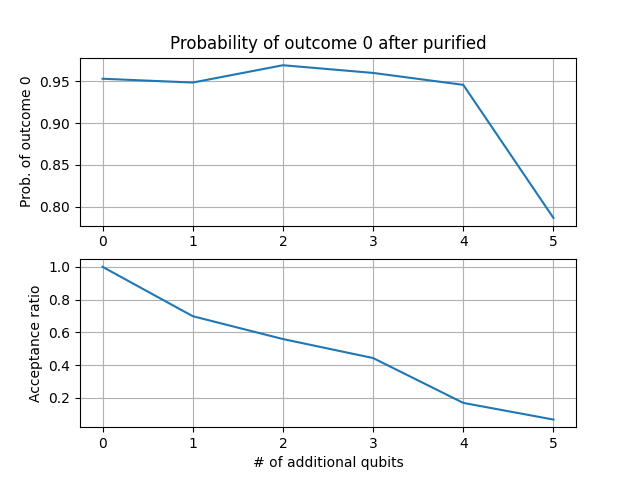 Probability of outcome 0 after purified
Prob. of outcome 0
0.95
0.90
0.85
0.80
0 1 2 3 4 5
Acceptance ratio
1.0
0.8
0.6
0.4
0.2
0 1 2 3 4 5
# of additional qubits